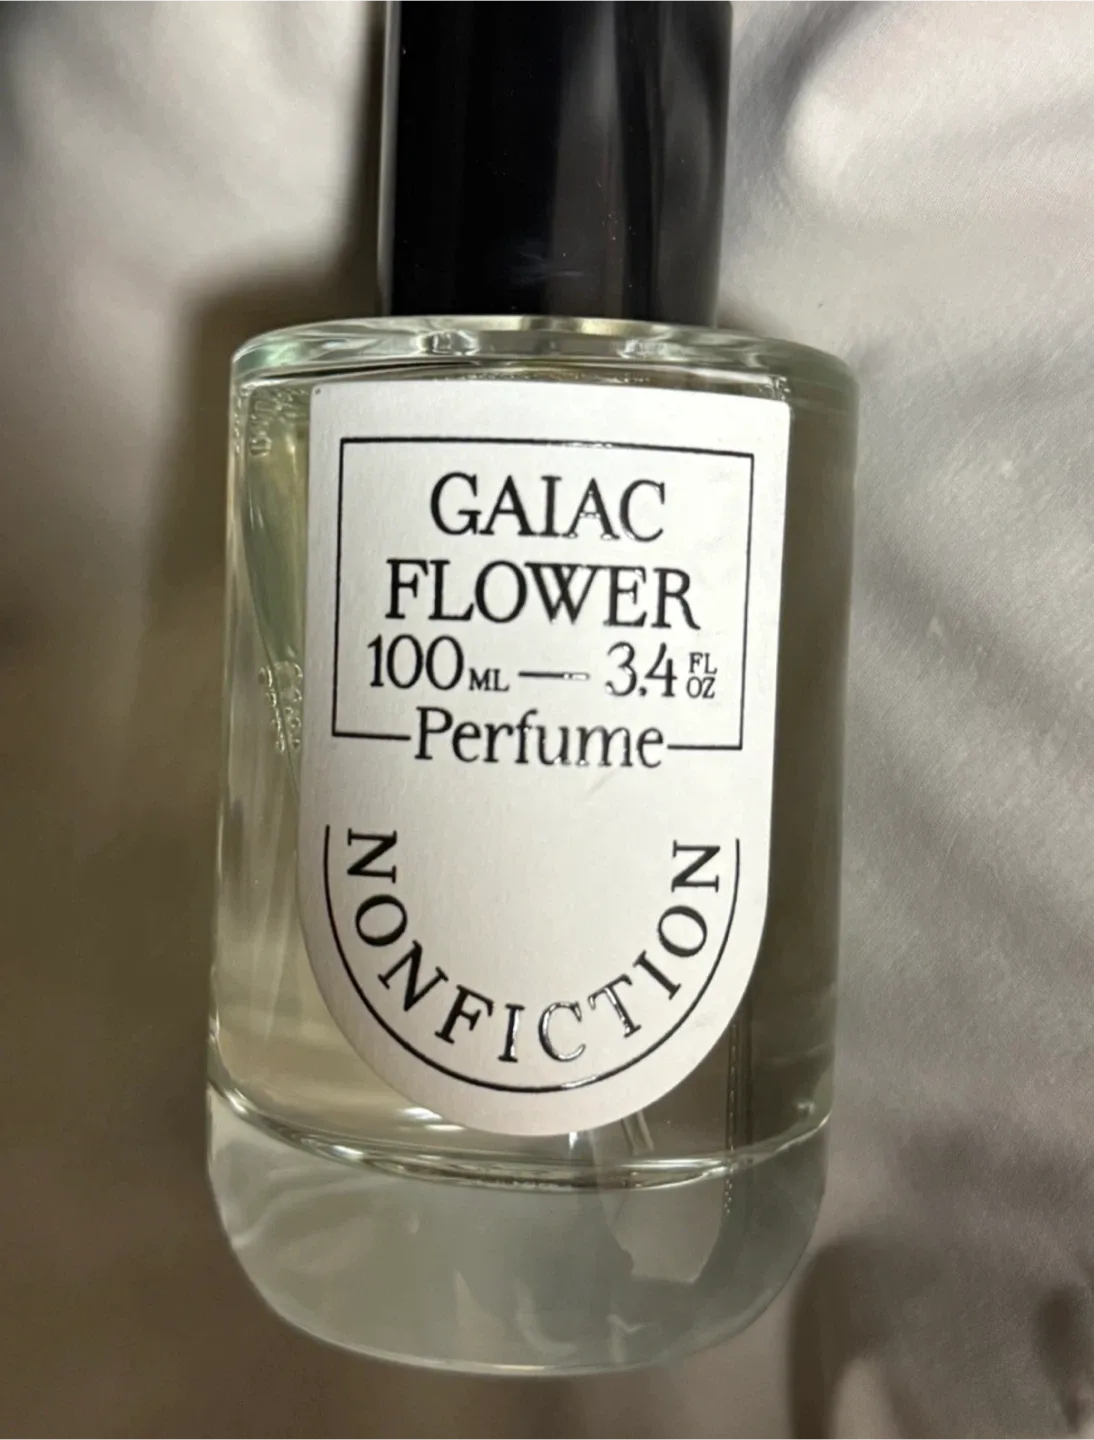 GAIAC
FLOWER
100ML — 3.4 FL OZ
Perfume
NONFICTION